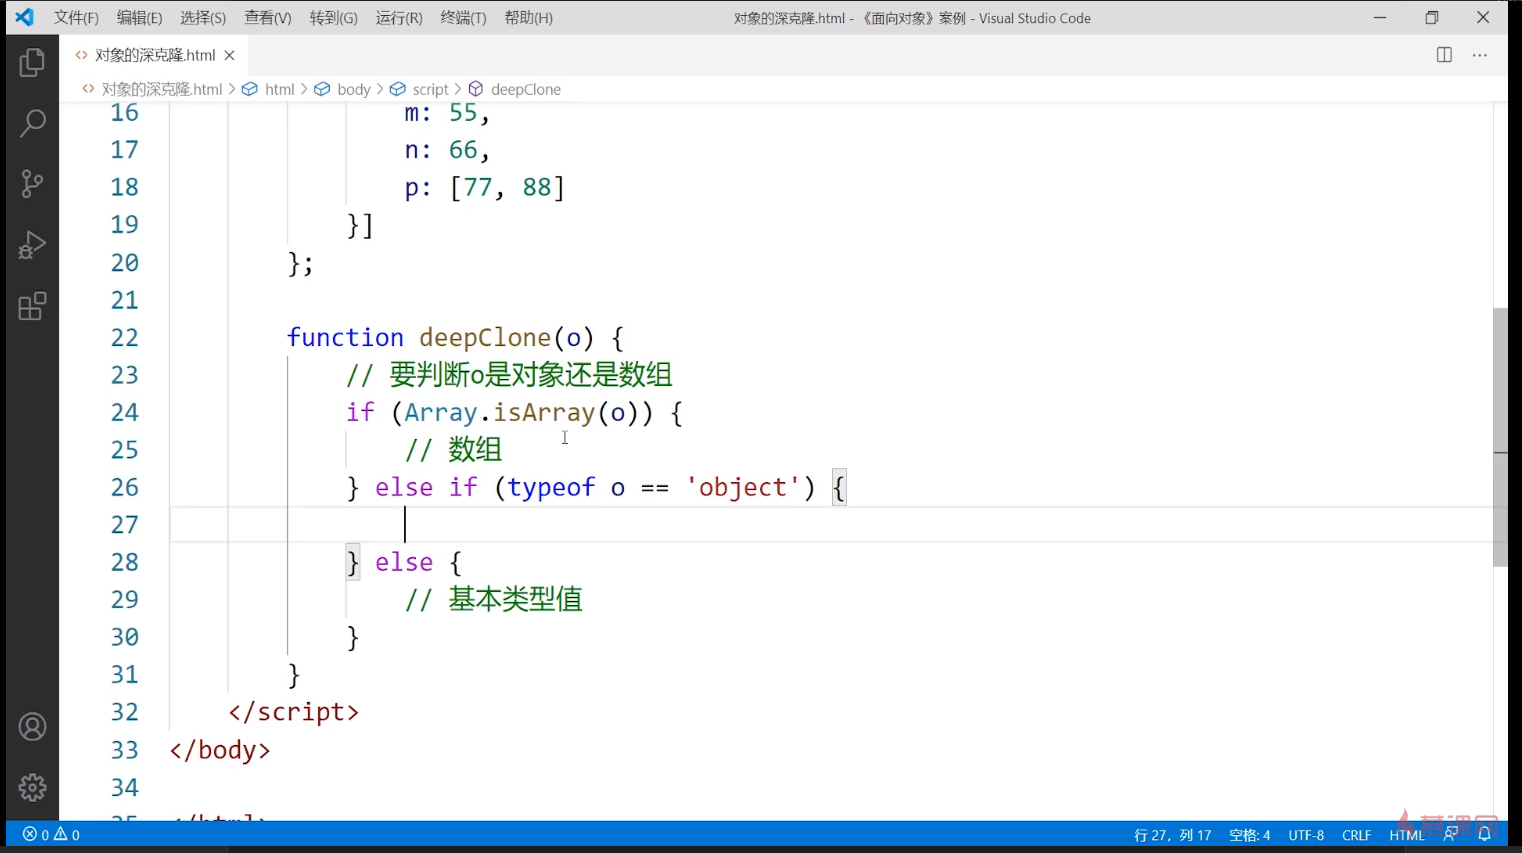 文件(F) 编辑(E) 选择(S) 查看(V) 转到(G) 运行(R) 终端(T) 帮助(H) 对象的深克隆.html - 《面向对象》案例 - Visual Studio Code
<> 对象的深克隆.html ×
<> 对象的深克隆.html > html > body > script > deepClone
16 m: 55,
17 n: 66,
18 p: [77, 88]
19 }]
20 };
21
22 function deepClone(o) {
23 // 要判断o是对象还是数组
24 if (Array.isArray(o)) {
25 // 数组
26 } else if (typeof o == 'object') {
27
28 } else {
29 // 基本类型值
30 }
31 }
32 </script>
33 </body>
34
35 </html>
0 0 行 27, 列 17 空格: 4 UTF-8 CRLF HTML
慕课网